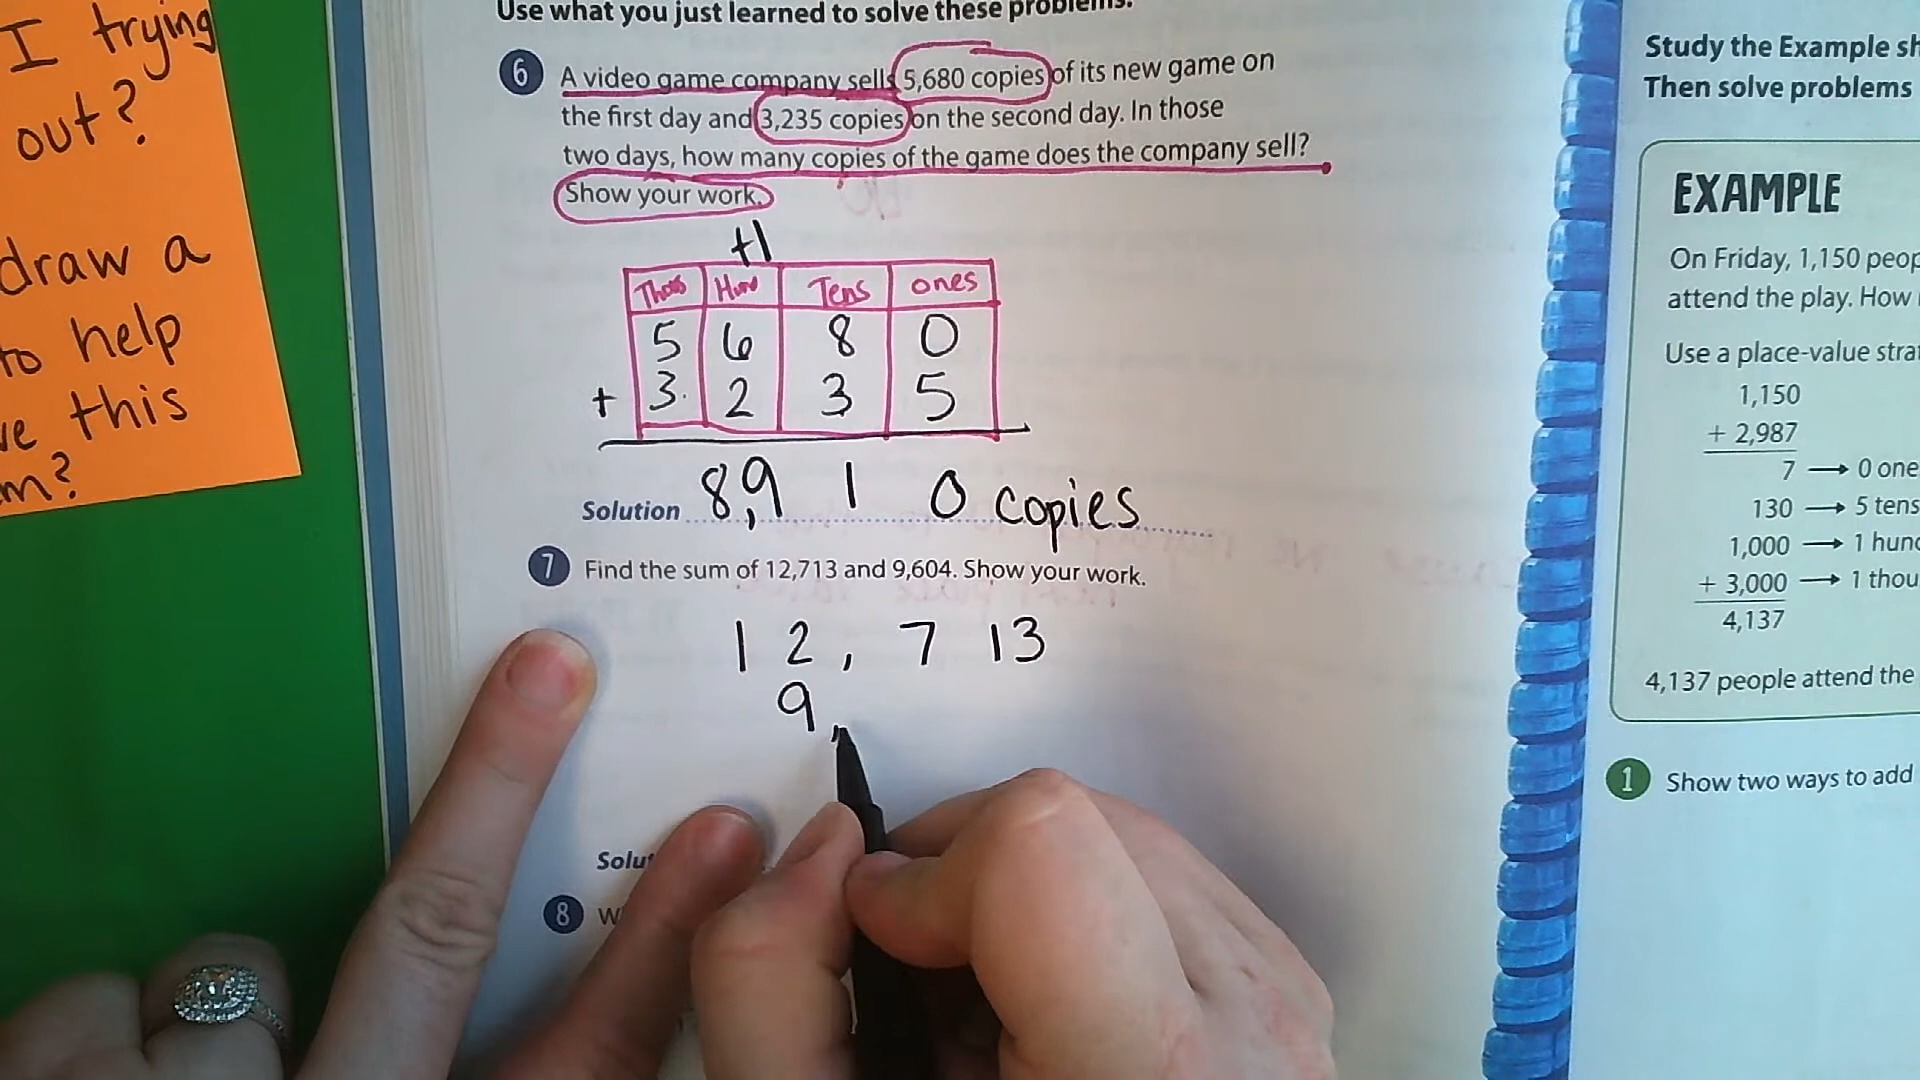 I trying
out?
draw a
to help
this
?
Use what you just learned to solve these problems.
6 A video game company sells 5,680 copies of its new game on
the first day and 3,235 copies on the second day. In those
two days, how many copies of the game does the company sell?
Show your work.
+1
Thous Hund Tens ones
5 6 8 0
+ 3 2 3 5
Solution 8,9 1 0 copies
7 Find the sum of 12,713 and 9,604. Show your work.
1 2, 7 1 3
9,
Solut
8 W
Study the Example sh
Then solve problems
EXAMPLE
On Friday, 1,150 peop
attend the play. How
Use a place-value stra
1,150
+ 2,987
7 → 0 one
130 → 5 tens
1,000 → 1 hund
+ 3,000 → 1 thou
4,137
4,137 people attend the
1 Show two ways to add